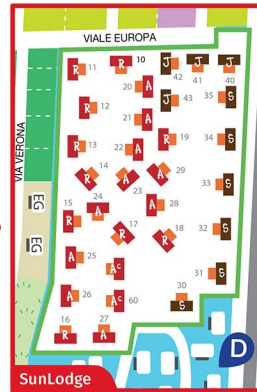 VIALE EUROPA
VIA VERONA
R 11
R 10
J 42
J 41
J 40
A 20
J 43
S 35
R 12
A 21
R 13
A 22
R 19
S 34
R 14
A 23
A 29
S 33
EG
R 15
A 24
A 28
EG
R 17
R 18
S 32
A 25
AC
S 31
A 26
AC 60
S 30
R 16
A 27
D
SunLodge